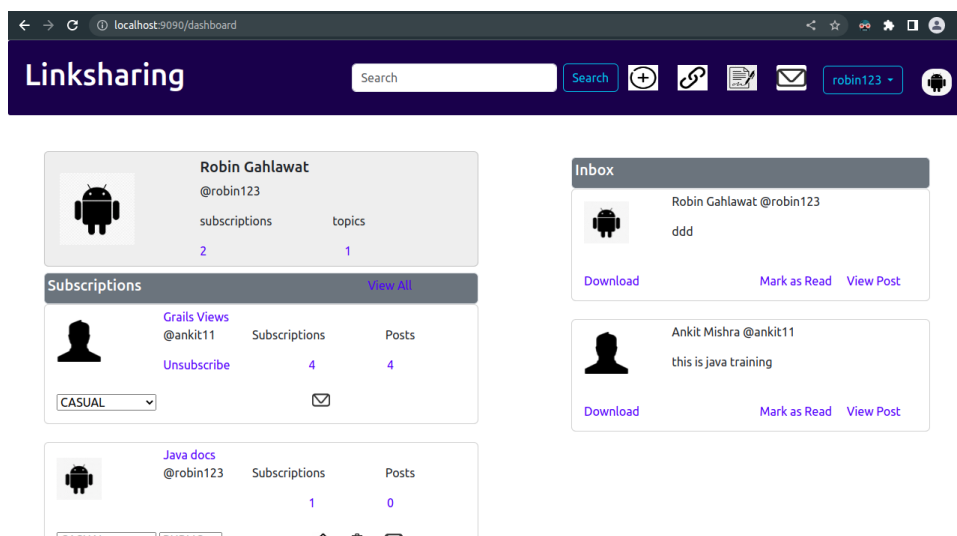 localhost:9090/dashboard
Linksharing
Search
Search
robin123
Robin Gahlawat
@robin123
subscriptions topics
2 1
Subscriptions View All
Grails Views
@ankit11 Subscriptions Posts
Unsubscribe 4 4
CASUAL
Java docs
@robin123 Subscriptions Posts
1 0
Inbox
Robin Gahlawat @robin123
ddd
Download Mark as Read View Post
Ankit Mishra @ankit11
this is java training
Download Mark as Read View Post